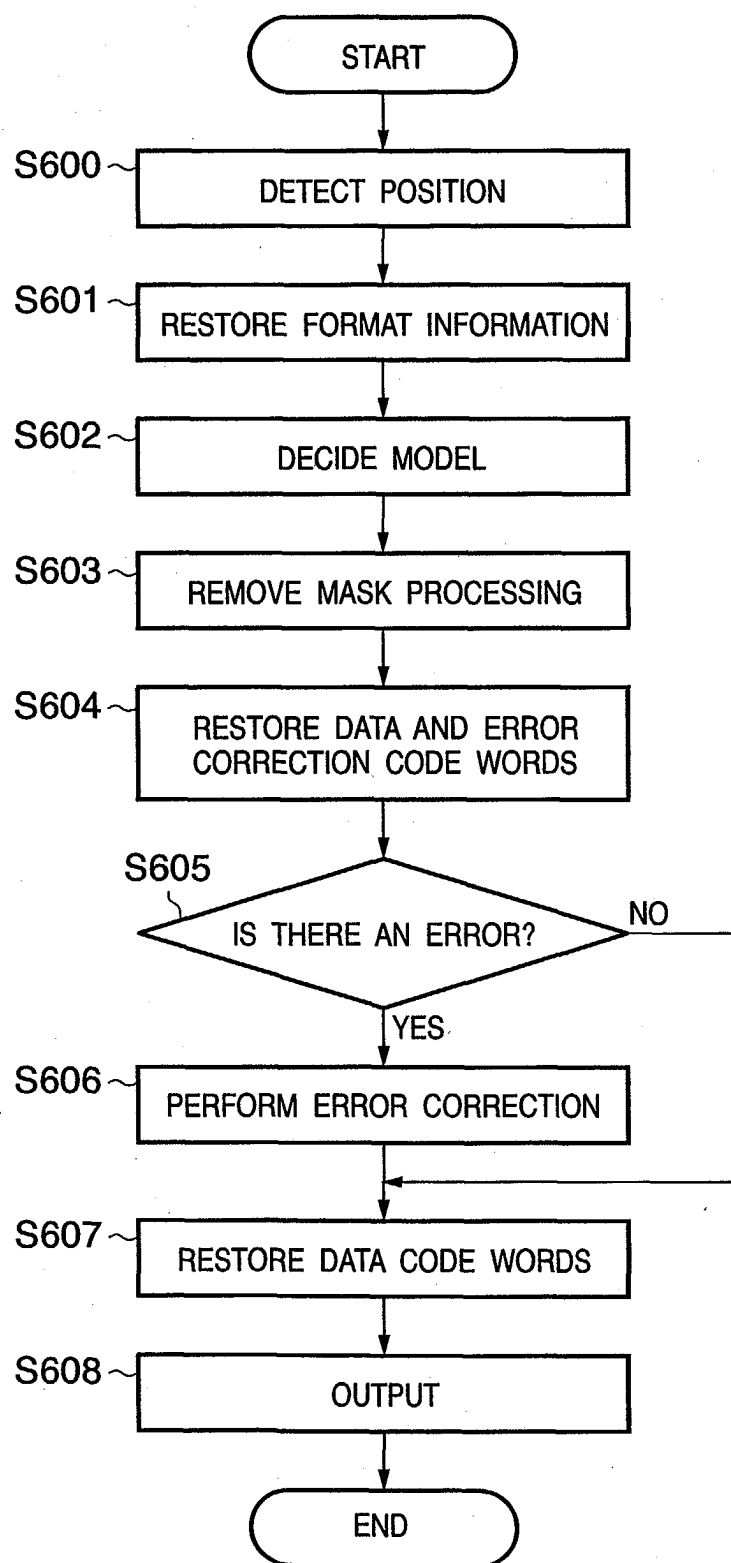 START
S600
DETECT POSITION
S601
RESTORE FORMAT INFORMATION
S602
DECIDE MODEL
S603
REMOVE MASK PROCESSING
S604
RESTORE DATA AND ERROR
CORRECTION CODE WORDS
S605
IS THERE AN ERROR?
NO
YES
S606
PERFORM ERROR CORRECTION
S607
RESTORE DATA CODE WORDS
S608
OUTPUT
END